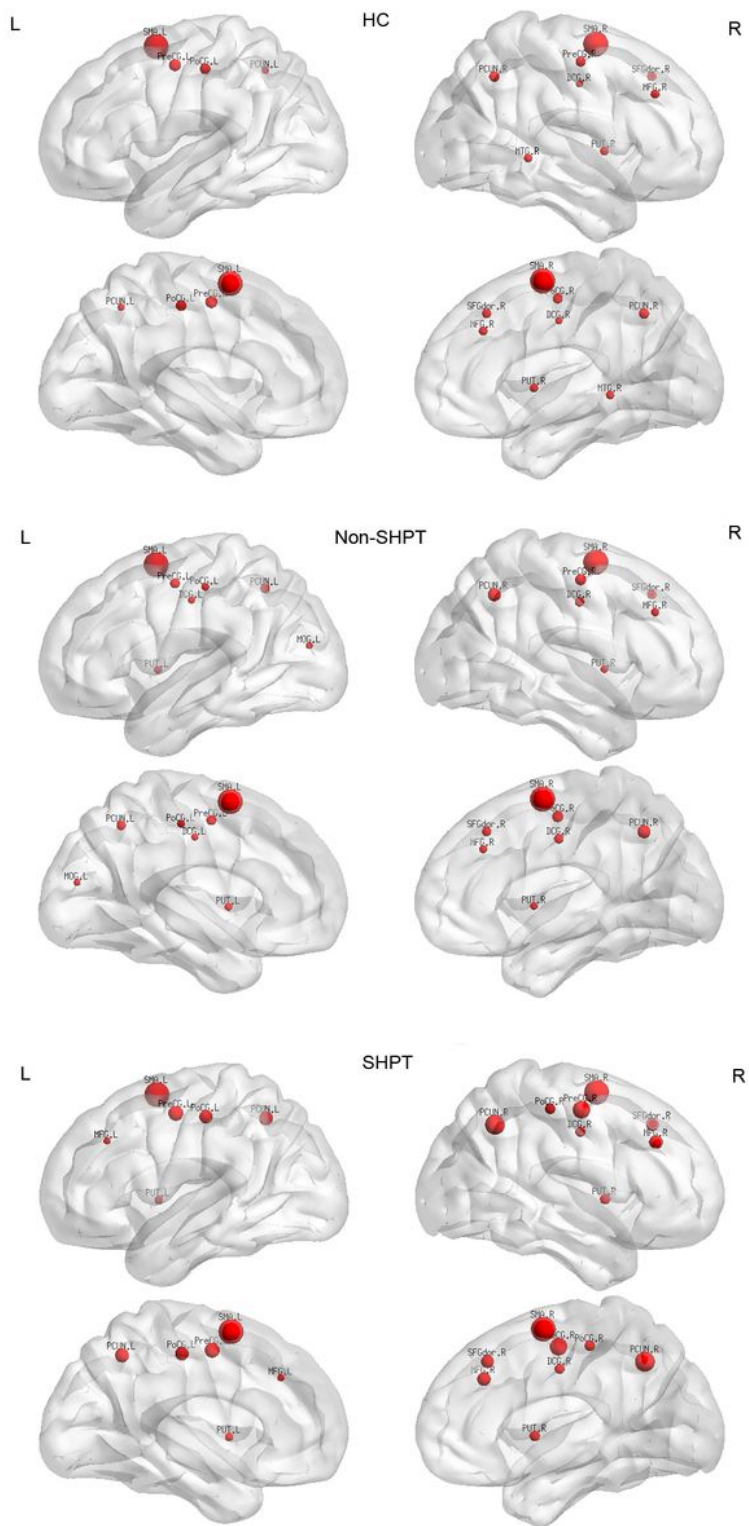 L HC R
SMA.L
PreCG.L
PoCG.L
PCUN.L
SMA.R
PreCG.R
PCUN.R
DCG.R
SFGdor.R
MFG.R
MTG.R
PUT.R
SMA.L
PCUN.L
PoCG.L
SMA.R
SFGdor.R
DCG.R
PCUN.R
MFG.R
PUT.R
MTG.R
L Non-SHPT R
SMA.L
PreCG.L
PoCG.L
PCUN.L
DCG.L
MOG.L
PUT.L
SMA.R
PreCG.R
PCUN.R
DCG.R
SFGdor.R
MFG.R
PUT.R
SMA.L
PCUN.L
PoCG.L
PreCG.L
DCG.L
MOG.L
PUT.L
SMA.R
SFGdor.R
DCG.R
PCUN.R
MFG.R
PUT.R
L SHPT R
SMA.L
PreCG.L
PoCG.L
PCUN.L
MFG.L
PUT.L
SMA.R
PoCG.R
PreCG.R
PCUN.R
DCG.R
SFGdor.R
MFG.R
PUT.R
SMA.L
PCUN.L
PoCG.L
MFG.L
PUT.L
SMA.R
PoCG.R
SFGdor.R
DCG.R
PCUN.R
MFG.R
PUT.R